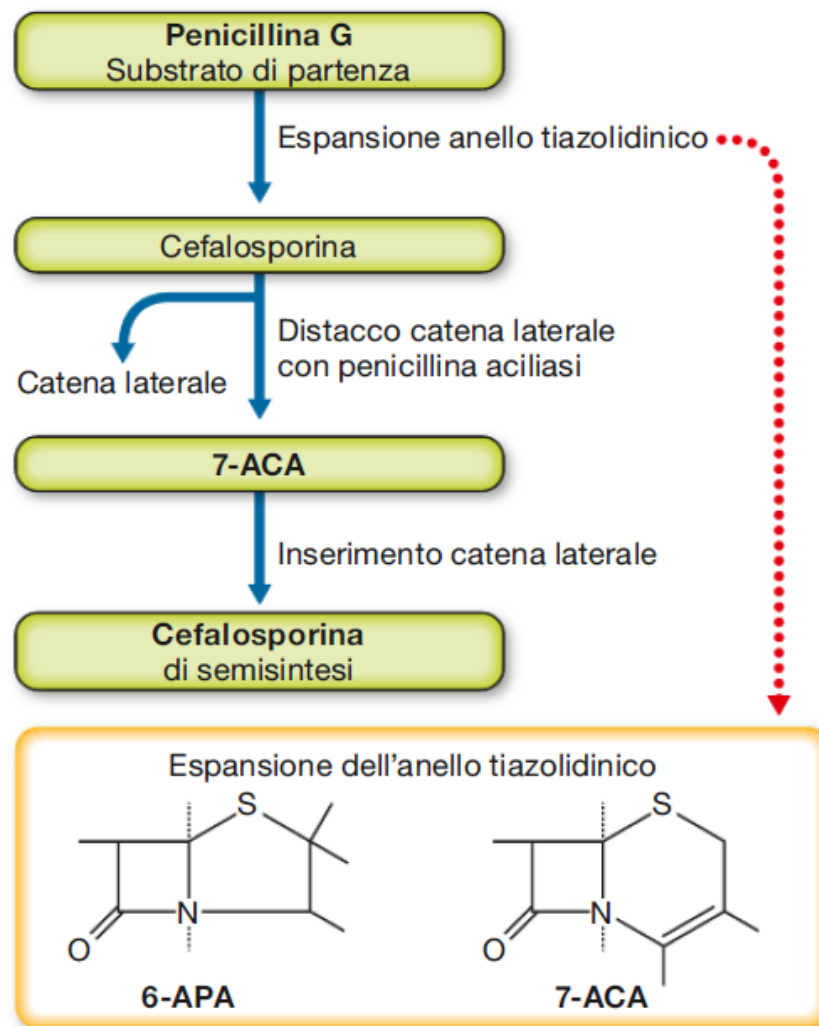 Penicillina G
Substrato di partenza
Espansione anello tiazolidinico
Cefalosporina
Distacco catena laterale
con penicillina aciliasi
Catena laterale
7-ACA
Inserimento catena laterale
Cefalosporina
di semisintesi
Espansione dell'anello tiazolidinico
S
N
O
6-APA
S
N
O
7-ACA